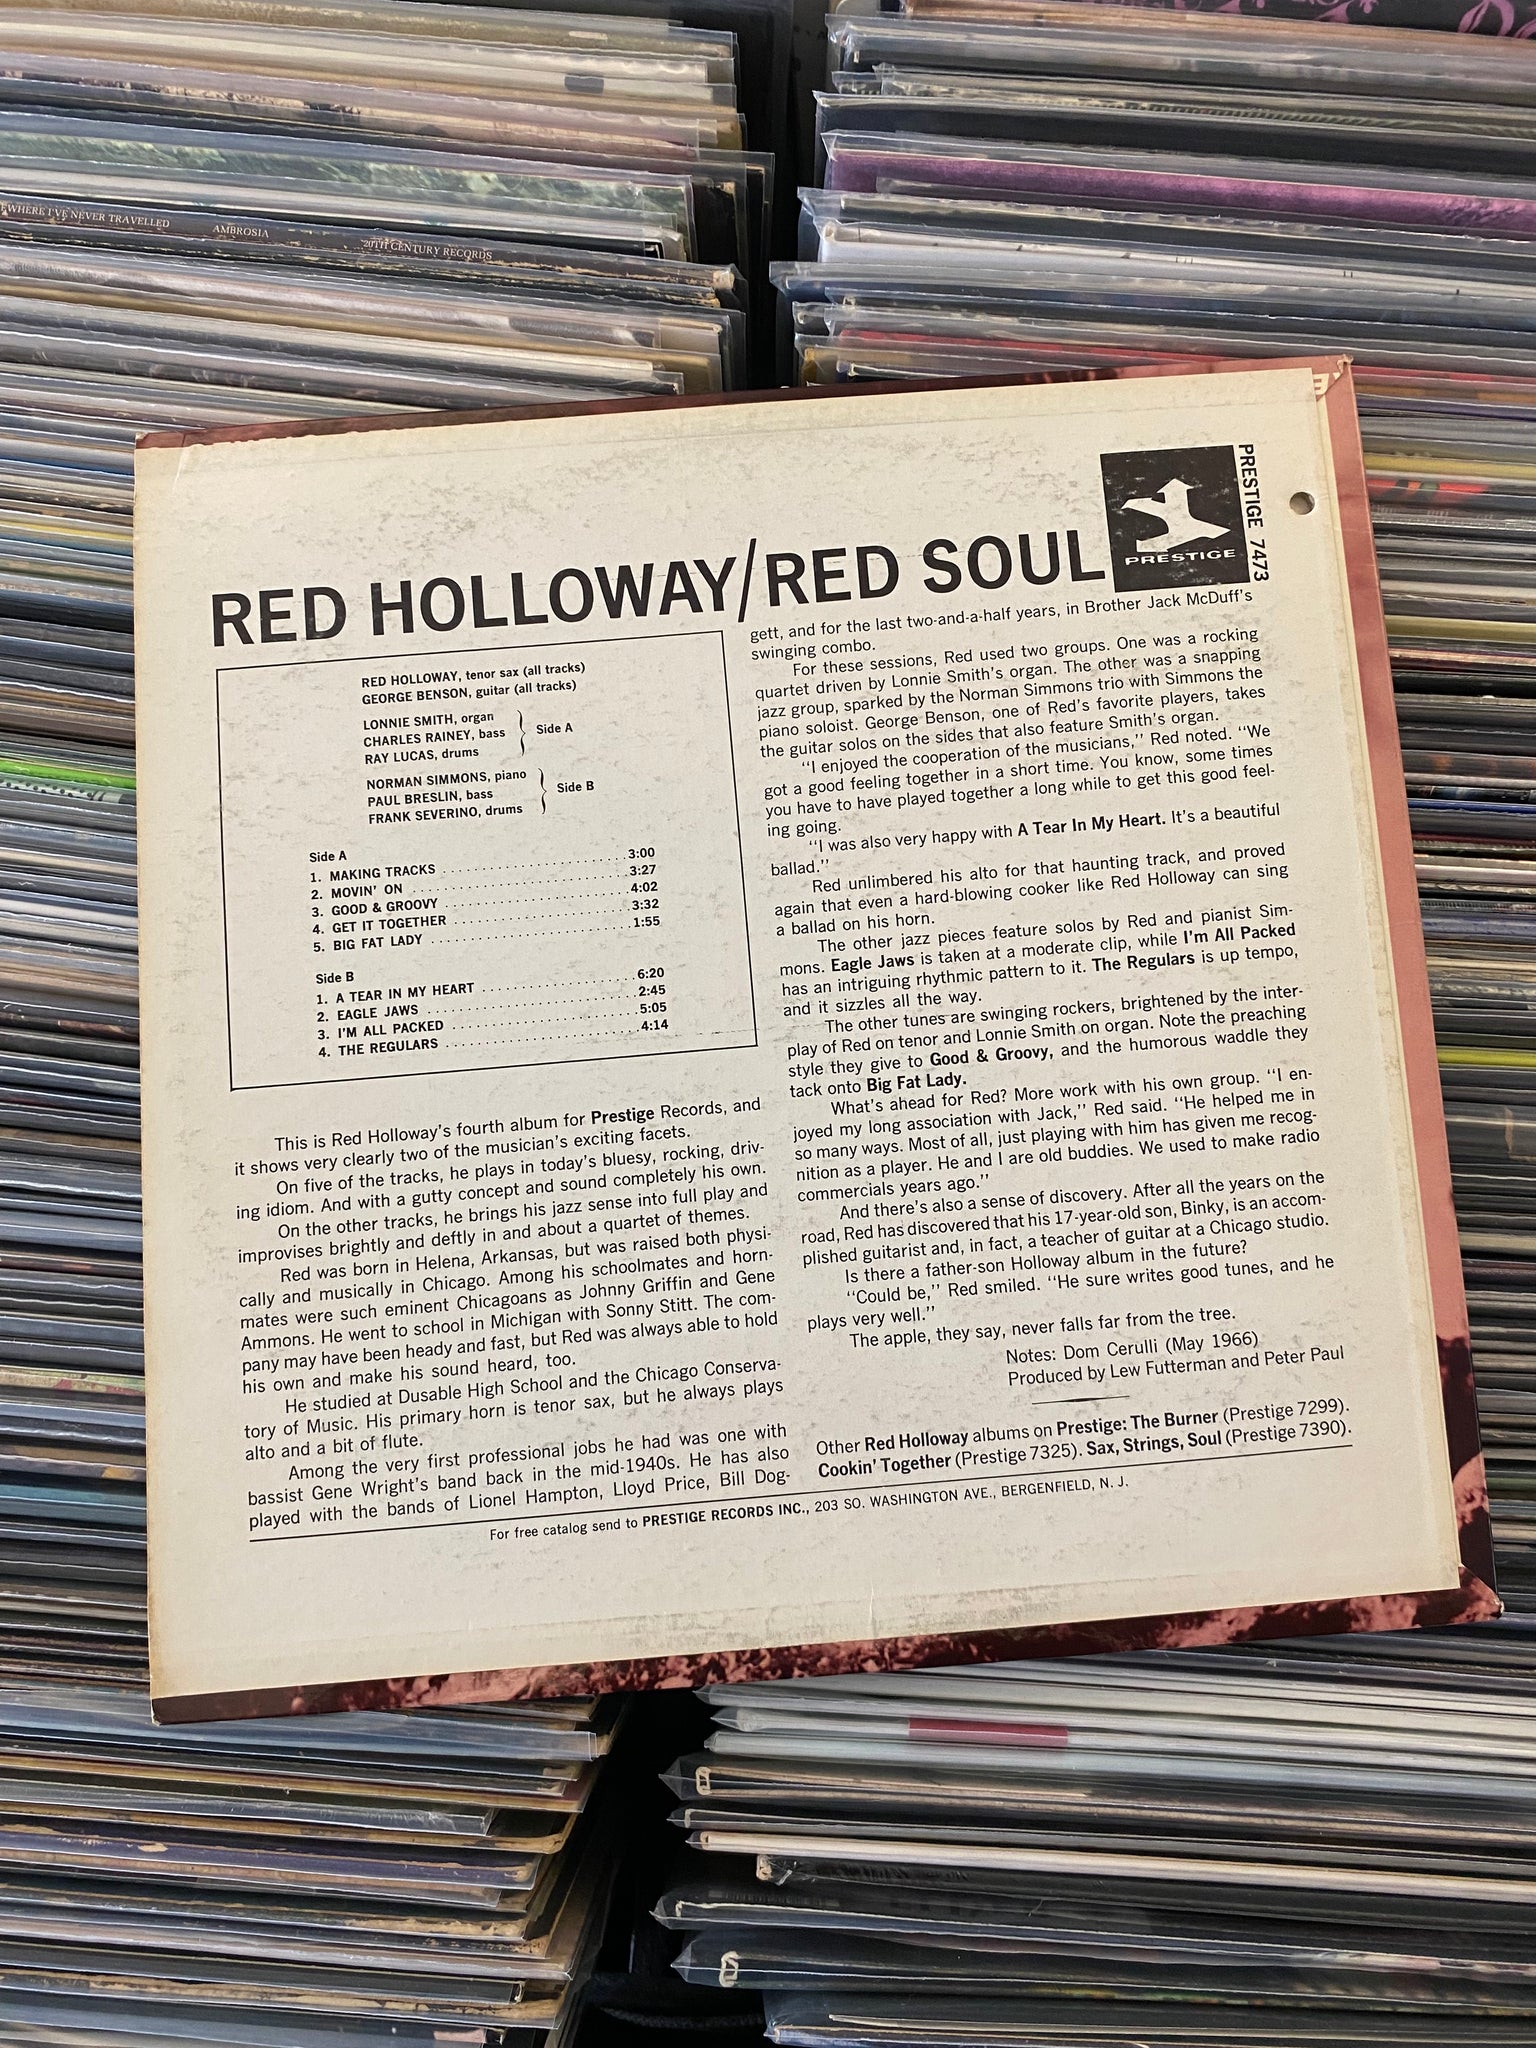 EWHERE I'VE NEVER TRAVELLED AMBROSIA 20TH CENTURY RECORDS
PRESTIGE
PRESTIGE 7473
RED HOLLOWAY/RED SOUL
RED HOLLOWAY, tenor sax (all tracks)
GEORGE BENSON, guitar (all tracks)
LONNIE SMITH, organ
CHARLES RAINEY, bass
RAY LUCAS, drums
Side A
NORMAN SIMMONS, piano
PAUL BRESLIN, bass
FRANK SEVERINO, drums
Side B
Side A
1. MAKING TRACKS 3:00
2. MOVIN' ON 3:27
3. GOOD & GROOVY 4:02
4. GET IT TOGETHER 3:32
5. BIG FAT LADY 1:55
Side B
1. A TEAR IN MY HEART 6:20
2. EAGLE JAWS 2:45
3. I'M ALL PACKED 5:05
4. THE REGULARS 4:14
This is Red Holloway's fourth album for Prestige Records, and
it shows very clearly two of the musician's exciting facets.
On five of the tracks, he plays in today's bluesy, rocking, driv-
ing idiom. And with a gutty concept and sound completely his own.
On the other tracks, he brings his jazz sense into full play and
improvises brightly and deftly in and about a quartet of themes.
Red was born in Helena, Arkansas, but was raised both physi-
cally and musically in Chicago. Among his schoolmates and horn-
mates were such eminent Chicagoans as Johnny Griffin and Gene
Ammons. He went to school in Michigan with Sonny Stitt. The com-
pany may have been heady and fast, but Red was always able to hold
his own and make his sound heard, too.
He studied at Dusable High School and the Chicago Conserva-
tory of Music. His primary horn is tenor sax, but he always plays
alto and a bit of flute.
Among the very first professional jobs he had was one with
bassist Gene Wright's band back in the mid-1940s. He has also
played with the bands of Lionel Hampton, Lloyd Price, Bill Dog-
gett, and for the last two-and-a-half years, in Brother Jack McDuff's
swinging combo.
For these sessions, Red used two groups. One was a rocking
quartet driven by Lonnie Smith's organ. The other was a snapping
jazz group, sparked by the Norman Simmons trio with Simmons the
piano soloist. George Benson, one of Red's favorite players, takes
the guitar solos on the sides that also feature Smith's organ.
"I enjoyed the cooperation of the musicians," Red noted. "We
got a good feeling together in a short time. You know, some times
you have to have played together a long while to get this good feel-
ing going.
"I was also very happy with A Tear In My Heart. It's a beautiful
ballad."
Red unlimbered his alto for that haunting track, and proved
again that even a hard-blowing cooker like Red Holloway can sing
a ballad on his horn.
The other jazz pieces feature solos by Red and pianist Sim-
mons. Eagle Jaws is taken at a moderate clip, while I'm All Packed
has an intriguing rhythmic pattern to it. The Regulars is up tempo,
and it sizzles all the way.
The other tunes are swinging rockers, brightened by the inter-
play of Red on tenor and Lonnie Smith on organ. Note the preaching
style they give to Good & Groovy, and the humorous waddle they
tack onto Big Fat Lady.
What's ahead for Red? More work with his own group. "I en-
joyed my long association with Jack," Red said. "He helped me in
so many ways. Most of all, just playing with him has given me recog-
nition as a player. He and I are old buddies. We used to make radio
commercials years ago."
And there's also a sense of discovery. After all the years on the
road, Red has discovered that his 17-year-old son, Binky, is an accom-
plished guitarist and, in fact, a teacher of guitar at a Chicago studio.
Is there a father-son Holloway album in the future?
"Could be," Red smiled. "He sure writes good tunes, and he
plays very well."
The apple, they say, never falls far from the tree.
Notes: Dom Cerulli (May 1966)
Produced by Lew Futterman and Peter Paul
Other Red Holloway albums on Prestige: The Burner (Prestige 7299).
Cookin' Together (Prestige 7325). Sax, Strings, Soul (Prestige 7390).
For free catalog send to PRESTIGE RECORDS INC., 203 SO. WASHINGTON AVE., BERGENFIELD, N. J.